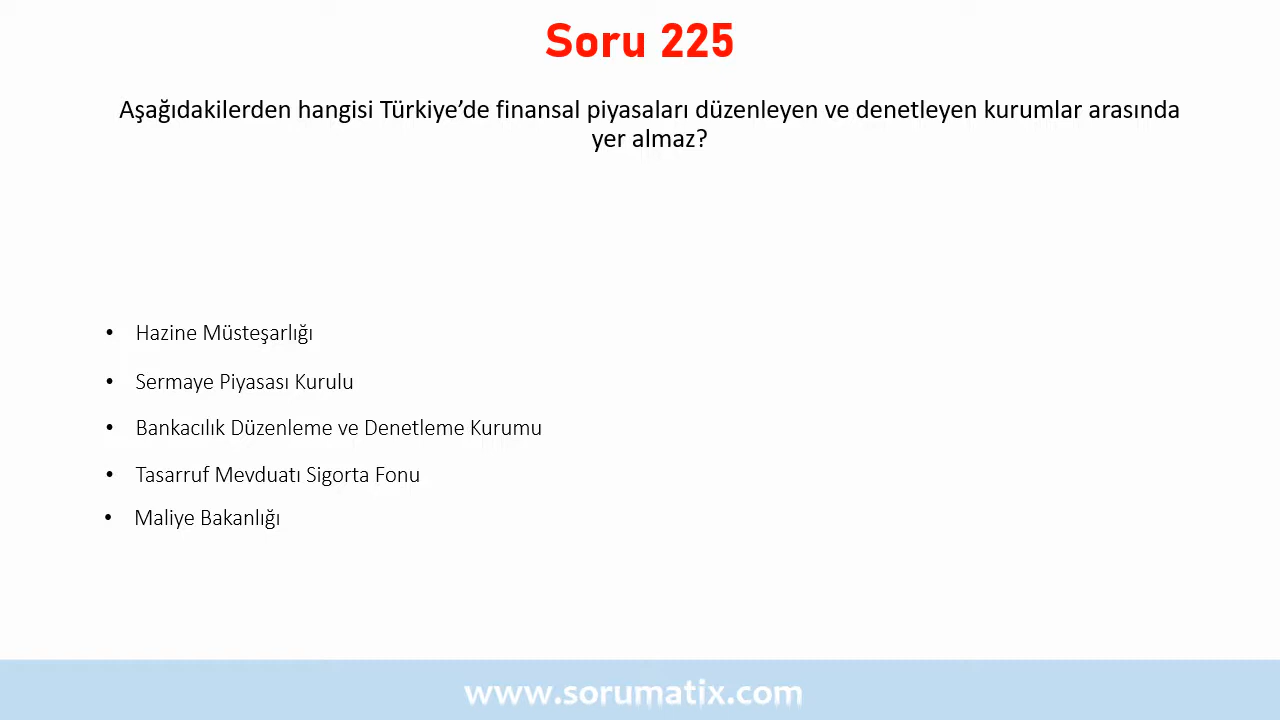 Soru 225
Aşağıdakilerden hangisi Türkiye’de finansal piyasaları düzenleyen ve denetleyen kurumlar arasında
yer almaz?
• Hazine Müsteşarlığı
• Sermaye Piyasası Kurulu
• Bankacılık Düzenleme ve Denetleme Kurumu
• Tasarruf Mevduatı Sigorta Fonu
• Maliye Bakanlığı
www.sorumatix.com